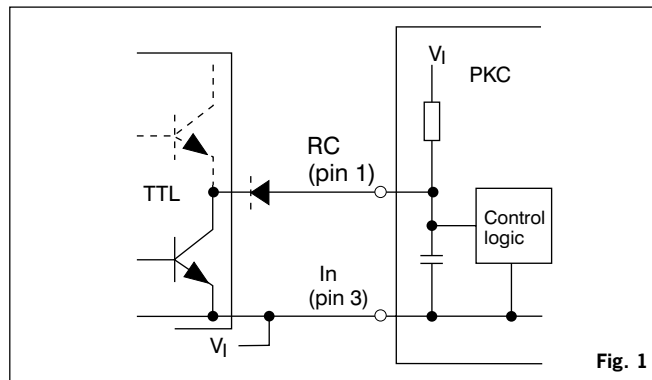 V_I
PKC
RC
(pin 1)
TTL
Control
logic
In
(pin 3)
V_I
Fig. 1